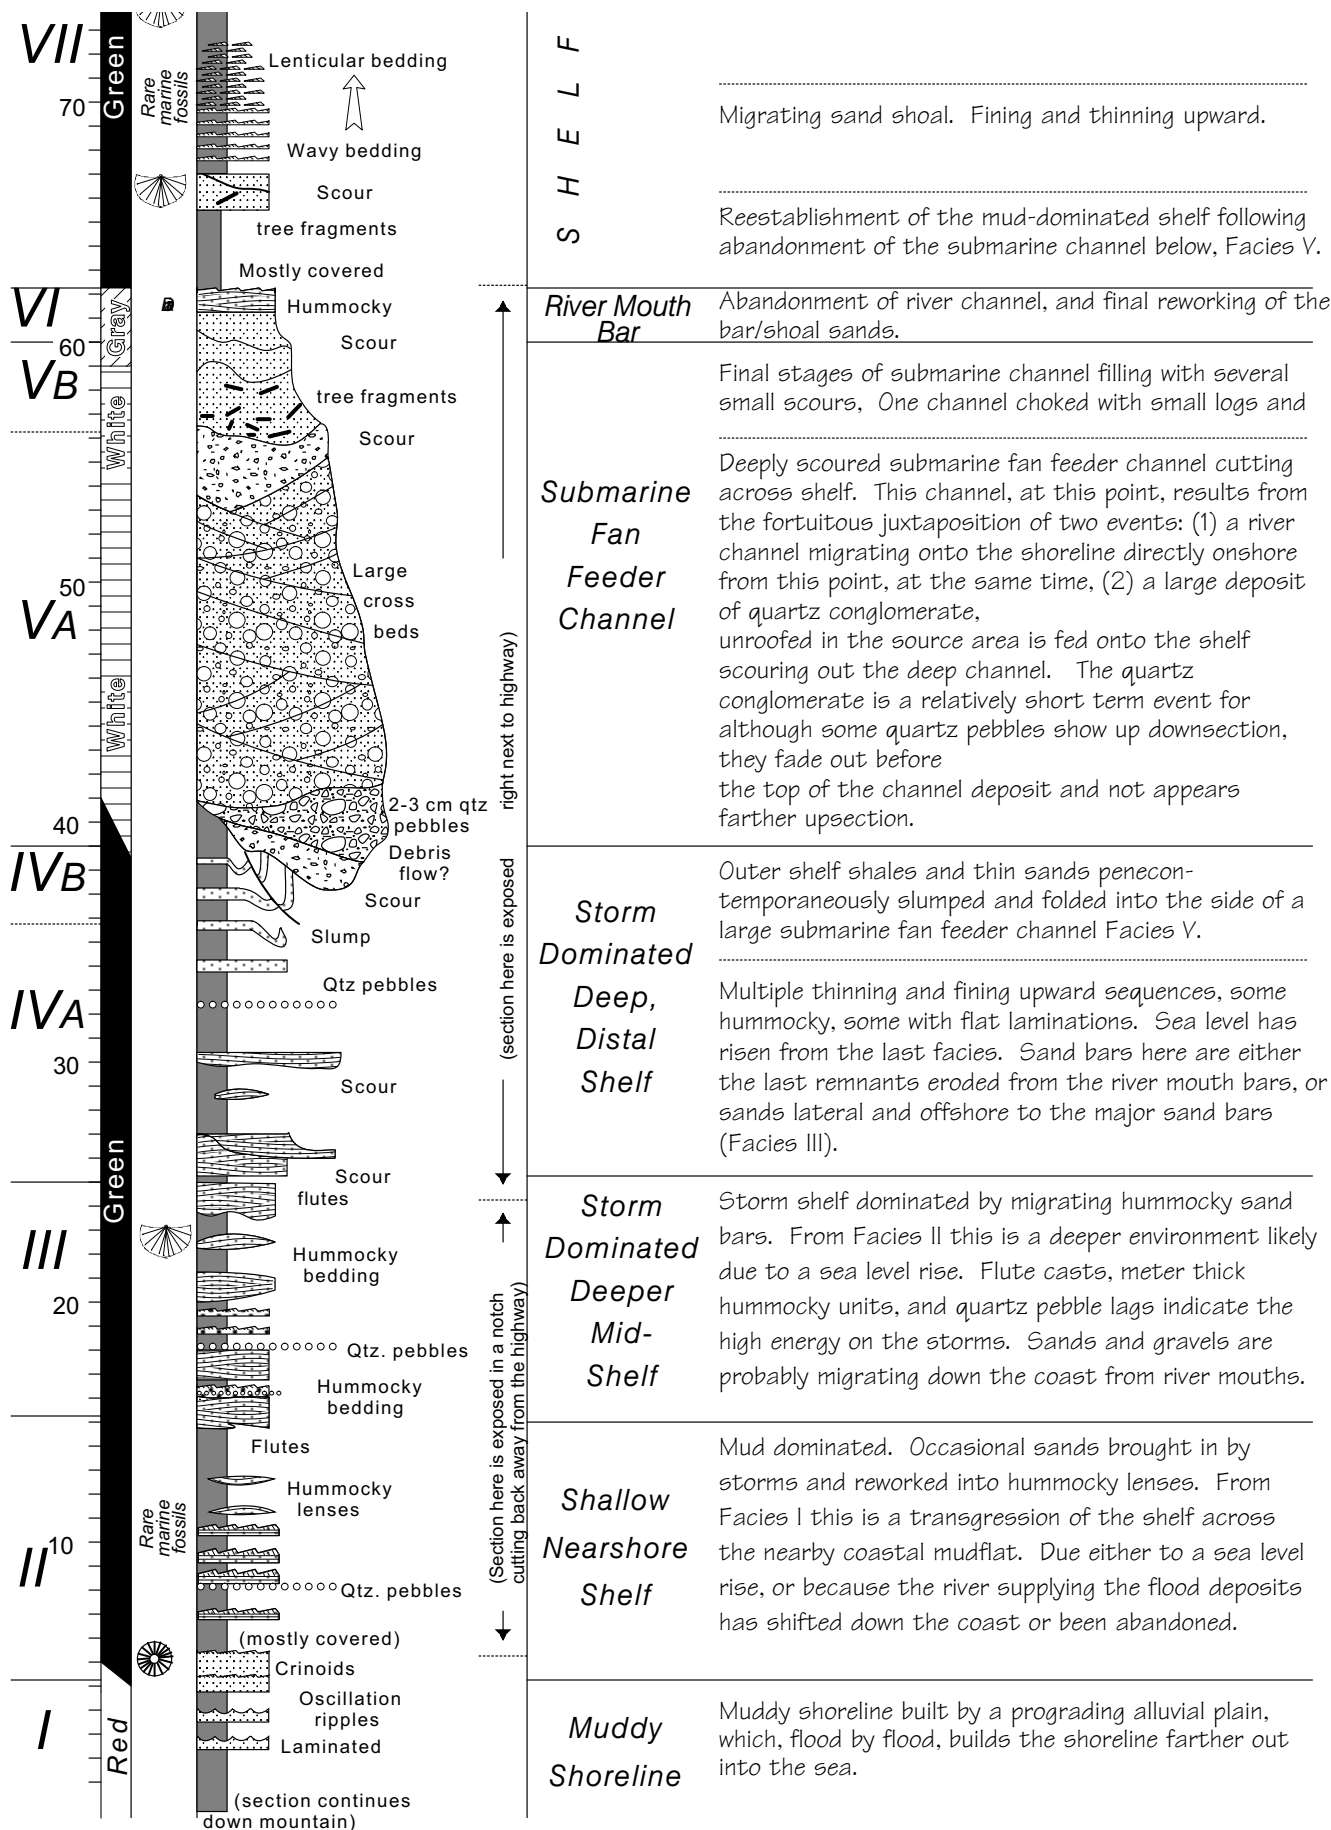 VII
70
Green
Rare
marine
fossils
Lenticular bedding
Wavy bedding
Scour
tree fragments
Mostly covered
SHELF
Migrating sand shoal. Fining and thinning upward.
Reestablishment of the mud-dominated shelf following
abandonment of the submarine channel below, Facies V.
VI
60
Gray
Hummocky
Scour
River Mouth
Bar
Abandonment of river channel, and final reworking of the
bar/shoal sands.
VB
White
tree fragments
Scour
Final stages of submarine channel filling with several
small scours, One channel choked with small logs and
VA
50
White
40
Large
cross
beds
2-3 cm qtz
pebbles
Debris
flow?
Scour
right next to highway)
(section here is exposed
Submarine
Fan
Feeder
Channel
Deeply scoured submarine fan feeder channel cutting
across shelf. This channel, at this point, results from
the fortuitous juxtaposition of two events: (1) a river
channel migrating onto the shoreline directly onshore
from this point, at the same time, (2) a large deposit
of quartz conglomerate,
unroofed in the source area is fed onto the shelf
scouring out the deep channel. The quartz
conglomerate is a relatively short term event for
although some quartz pebbles show up downsection,
they fade out before
the top of the channel deposit and not appears
farther upsection.
IVB
Slump
Outer shelf shales and thin sands penecon-
temporaneously slumped and folded into the side of a
large submarine fan feeder channel Facies V.
IVA
30
Qtz pebbles
Scour
Scour
Storm
Dominated
Deep,
Distal
Shelf
Multiple thinning and fining upward sequences, some
hummocky, some with flat laminations. Sea level has
risen from the last facies. Sand bars here are either
the last remnants eroded from the river mouth bars, or
sands lateral and offshore to the major sand bars
(Facies III).
Green
III
20
flutes
Hummocky
bedding
Qtz. pebbles
Hummocky
bedding
(Section here is exposed in a notch
cutting back away from the highway)
Storm
Dominated
Deeper
Mid-
Shelf
Storm shelf dominated by migrating hummocky sand
bars. From Facies II this is a deeper environment likely
due to a sea level rise. Flute casts, meter thick
hummocky units, and quartz pebble lags indicate the
high energy on the storms. Sands and gravels are
probably migrating down the coast from river mouths.
II
10
Rare
marine
fossils
Flutes
Hummocky
lenses
Qtz. pebbles
(mostly covered)
Crinoids
Shallow
Nearshore
Shelf
Mud dominated. Occasional sands brought in by
storms and reworked into hummocky lenses. From
Facies I this is a transgression of the shelf across
the nearby coastal mudflat. Due either to a sea level
rise, or because the river supplying the flood deposits
has shifted down the coast or been abandoned.
I
Red
Oscillation
ripples
Laminated
(section continues
down mountain)
Muddy
Shoreline
Muddy shoreline built by a prograding alluvial plain,
which, flood by flood, builds the shoreline farther out
into the sea.